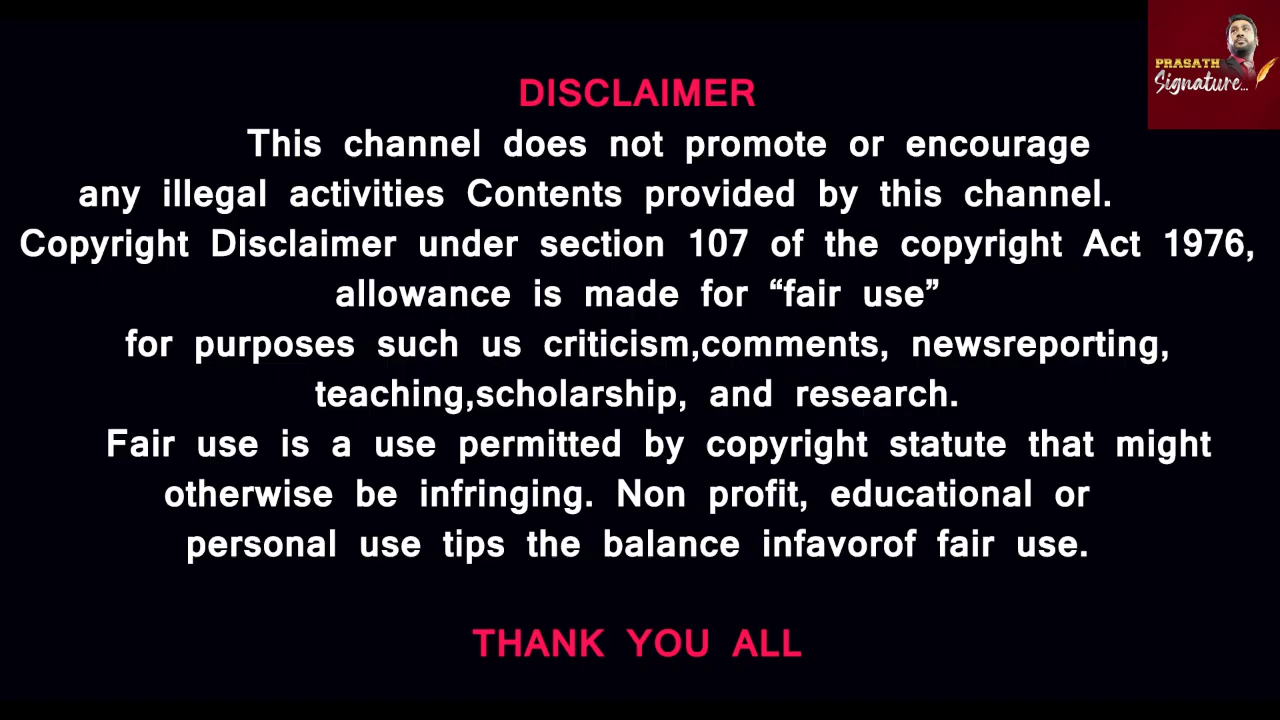 PRASATH
Signature...
DISCLAIMER
This channel does not promote or encourage
any illegal activities Contents provided by this channel.
Copyright Disclaimer under section 107 of the copyright Act 1976,
allowance is made for “fair use”
for purposes such us criticism,comments, newsreporting,
teaching,scholarship, and research.
Fair use is a use permitted by copyright statute that might
otherwise be infringing. Non profit, educational or
personal use tips the balance infavorof fair use.
THANK YOU ALL